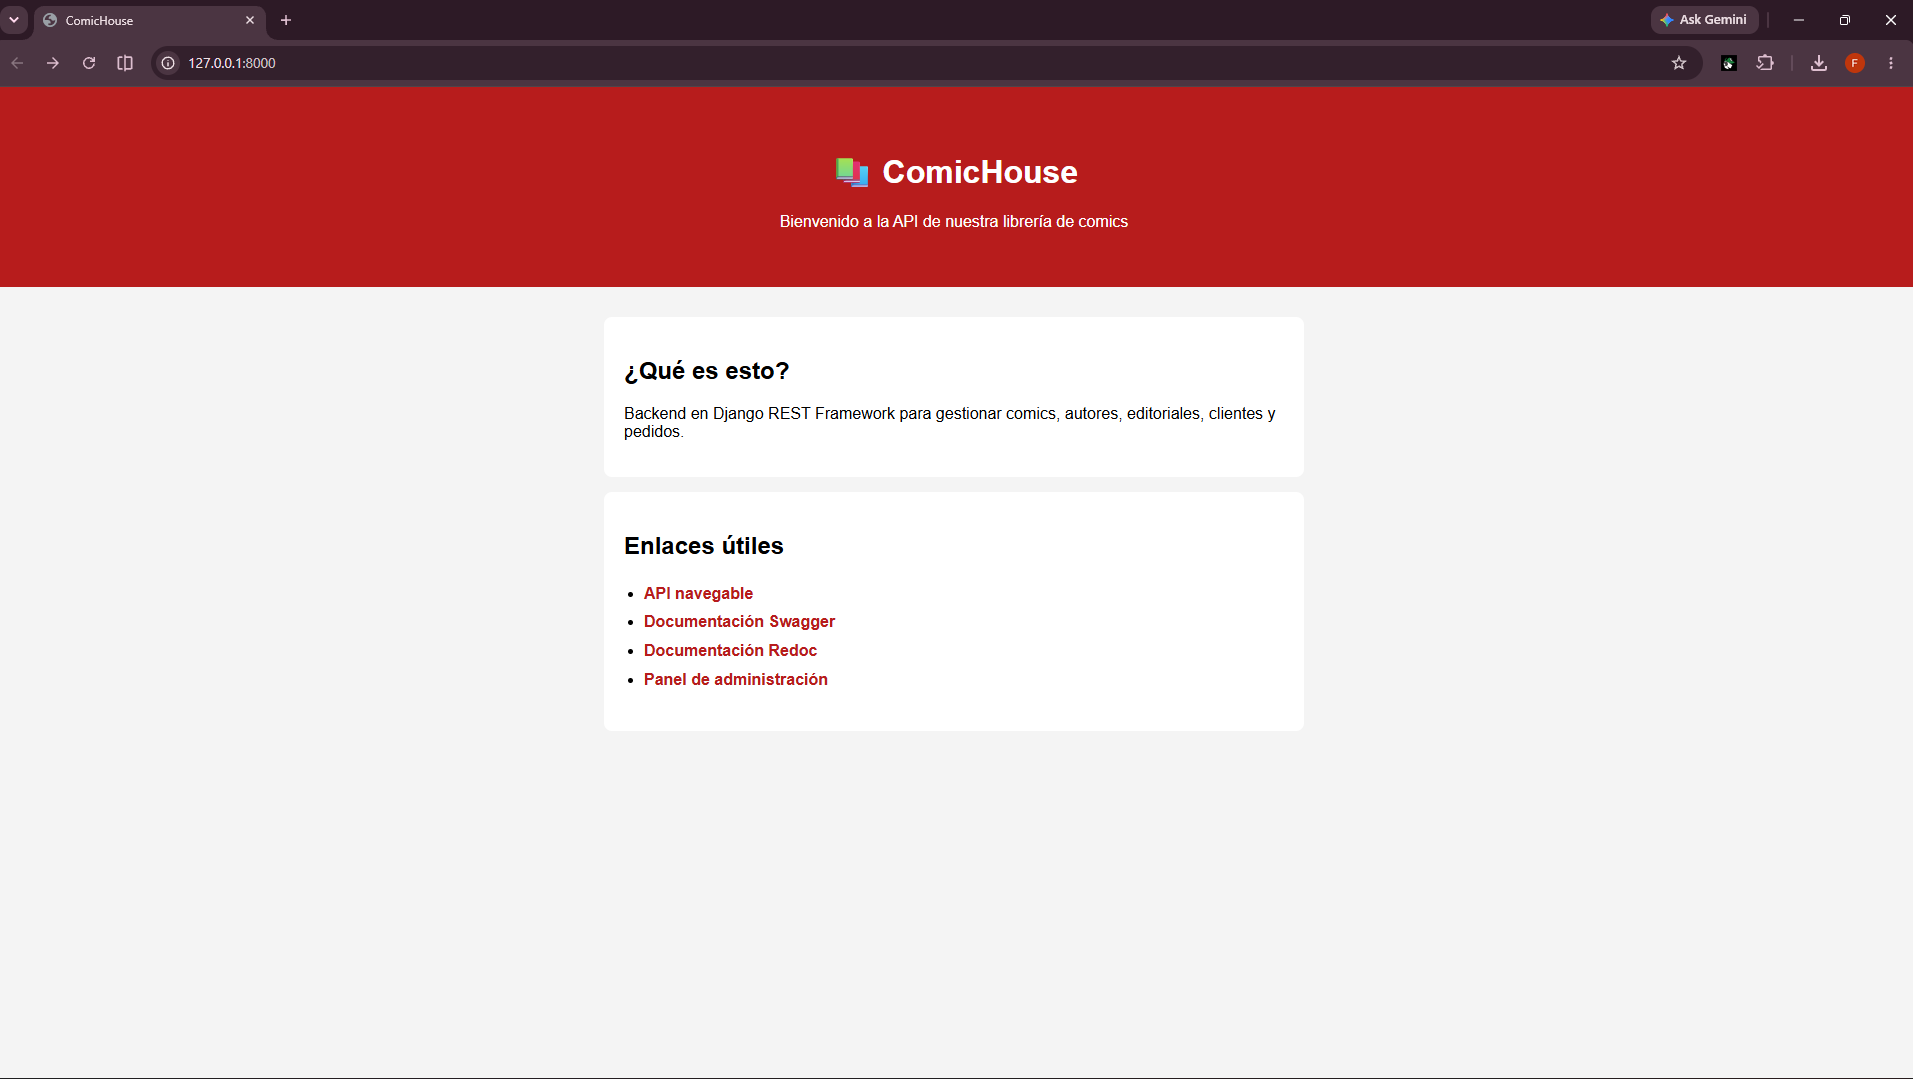 ComicHouse
Ask Gemini
127.0.0.1:8000
F
ComicHouse
Bienvenido a la API de nuestra librería de comics
¿Qué es esto?
Backend en Django REST Framework para gestionar comics, autores, editoriales, clientes y
pedidos.
Enlaces útiles
API navegable
Documentación Swagger
Documentación Redoc
Panel de administración